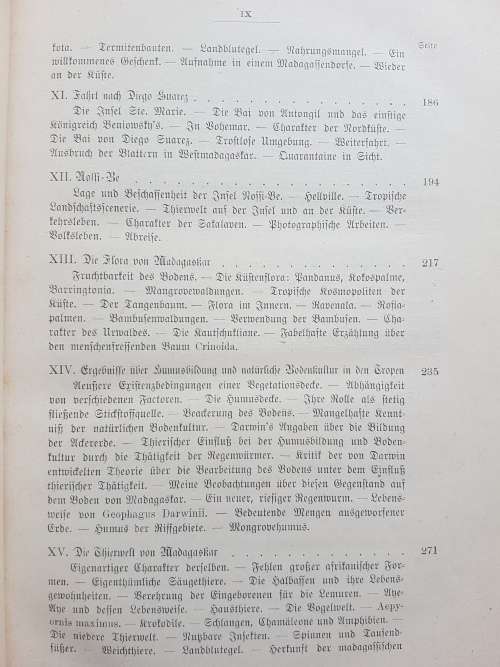 IX
Seite
kota. — Termitenbauten. — Landblutegel. — Nahrungsmangel. — Ein
willkommenes Geschenk. — Aufnahme in einem Madagassendorfe. — Wieder
an der Küste.
XI. Fahrt nach Diego Suarez . . . . . . . . . . . . . . . 186
Die Insel Ste. Marie. — Die Bai von Antongil und das einstige
Königreich Beniowsky's. — In Vohemar. — Charakter der Nordküste. —
Die Bai von Diego Suarez. — Trostlose Umgebung. — Weiterfahrt. —
Ausbruch der Blattern in Westmadagaskar. — Quarantaine in Sicht.
XII. Nossi-Be . . . . . . . . . . . . . . . . . . . . 194
Lage und Beschaffenheit der Insel Nossi-Be. — Hellville. — Tropische
Landschaftsscenerie. — Thierwelt auf der Insel und an der Küste. — Ver-
kehrsleben. — Charakter der Sakalaven. — Photographische Arbeiten. —
Volksleben. — Abreise.
XIII. Die Flora von Madagaskar . . . . . . . . . . . . . 217
Fruchtbarkeit des Bodens. — Die Küstenflora: Pandanus, Kokospalme,
Barringtonia. — Mangrovewaldungen. — Tropische Kosmopoliten der
Küste. — Der Tangenbaum. — Flora im Innern. — Ravenala. — Rofia-
palmen. — Bambusenwaldungen. — Verwendung der Bambusen. — Cha-
rakter des Urwaldes. — Die Kautschukliane. — Fabelhafte Erzählung über
den menschenfressenden Baum Crinoida.
XIV. Ergebnisse über Humusbildung und natürliche Bodenkultur in den Tropen 235
Aeußere Existenzbedingungen einer Vegetationsdecke. — Abhängigkeit
von verschiedenen Factoren. — Die Humusdecke. — Ihre Rolle als stetig
fließende Stickstoffquelle. — Beackerung des Bodens. — Mangelhafte Kennt-
niß der natürlichen Bodenkultur. — Darwin's Angaben über die Bildung
der Ackererde. — Thierischer Einfluß bei der Humusbildung und Boden-
kultur durch die Thätigkeit der Regenwürmer. — Kritik der von Darwin
entwickelten Theorie über die Bearbeitung des Bodens unter dem Einfluß
thierischer Thätigkeit. — Meine Beobachtungen über diesen Gegenstand auf
dem Boden von Madagaskar. — Ein neuer, riesiger Regenwurm. — Lebens-
weise von Geophagus Darwinii. — Bedeutende Mengen ausgeworfener
Erde. — Humus der Riffgebiete. — Mongrovehumus.
XV. Die Thierwelt von Madagaskar . . . . . . . . . . . . 271
Eigenartiger Charakter derselben. — Fehlen großer afrikanischer For-
men. — Eigenthümliche Säugethiere. — Die Halbaffen und ihre Lebens-
gewohnheiten. — Verehrung der Eingeborenen für die Lemuren. — Aye-
Aye und dessen Lebensweise. — Hausthiere. — Die Vogelwelt. — Aepy-
ornis maximus. — Krokodile. — Schlangen, Chamäleone und Amphibien. —
Die niedere Thierwelt. — Nutzbare Insekten. — Spinnen und Tausend-
füßer. — Weichthiere. — Landblutegel. — Herkunft der madagassischen